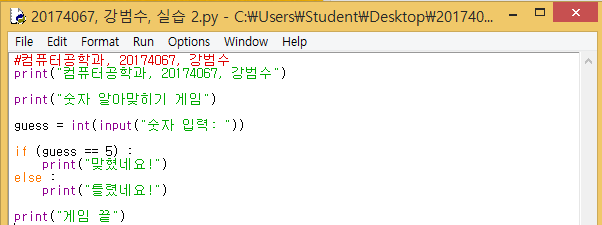 20174067, 강범수, 실습 2.py - C:\Users\Student\Desktop\201740...
File Edit Format Run Options Window Help
#컴퓨터공학과, 20174067, 강범수
print("컴퓨터공학과, 20174067, 강범수")
print("숫자 알아맞히기 게임")
guess = int(input("숫자 입력: "))
if (guess == 5) :
    print("맞혔네요!")
else :
    print("틀렸네요!")
print("게임 끝")